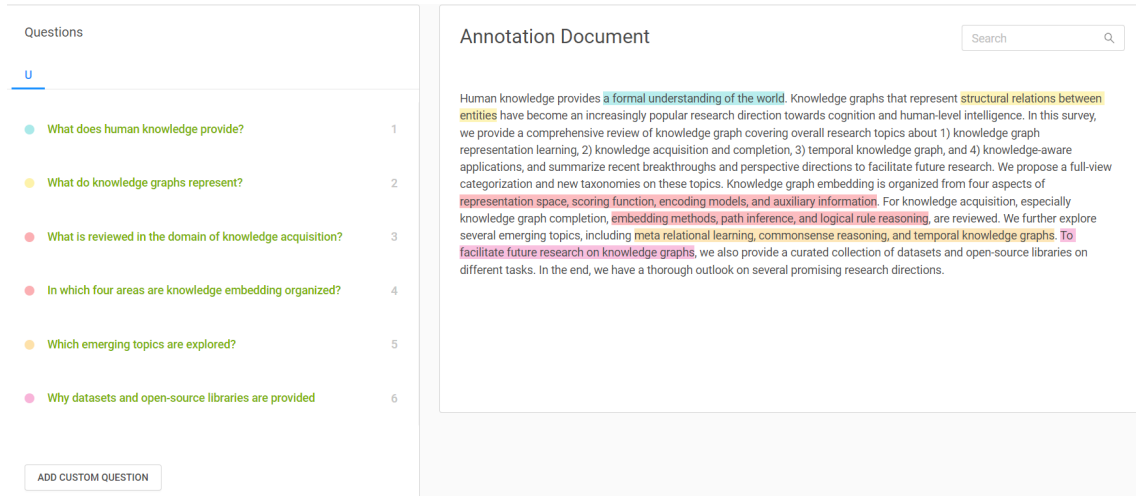 Questions
U
What does human knowledge provide? 1
What do knowledge graphs represent? 2
What is reviewed in the domain of knowledge acquisition? 3
In which four areas are knowledge embedding organized? 4
Which emerging topics are explored? 5
Why datasets and open-source libraries are provided 6
ADD CUSTOM QUESTION
Annotation Document
Search
Human knowledge provides a formal understanding of the world. Knowledge graphs that represent structural relations between
entities have become an increasingly popular research direction towards cognition and human-level intelligence. In this survey,
we provide a comprehensive review of knowledge graph covering overall research topics about 1) knowledge graph
representation learning, 2) knowledge acquisition and completion, 3) temporal knowledge graph, and 4) knowledge-aware
applications, and summarize recent breakthroughs and perspective directions to facilitate future research. We propose a full-view
categorization and new taxonomies on these topics. Knowledge graph embedding is organized from four aspects of
representation space, scoring function, encoding models, and auxiliary information. For knowledge acquisition, especially
knowledge graph completion, embedding methods, path inference, and logical rule reasoning, are reviewed. We further explore
several emerging topics, including meta relational learning, commonsense reasoning, and temporal knowledge graphs. To
facilitate future research on knowledge graphs, we also provide a curated collection of datasets and open-source libraries on
different tasks. In the end, we have a thorough outlook on several promising research directions.